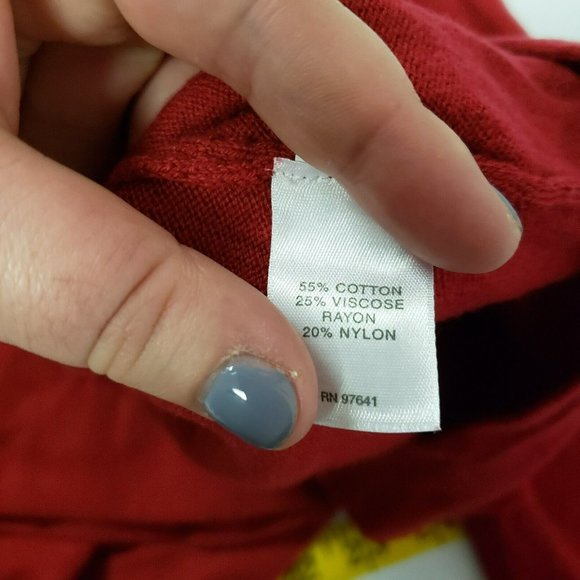 55% COTTON
25% VISCOSE
RAYON
20% NYLON
RN 97641